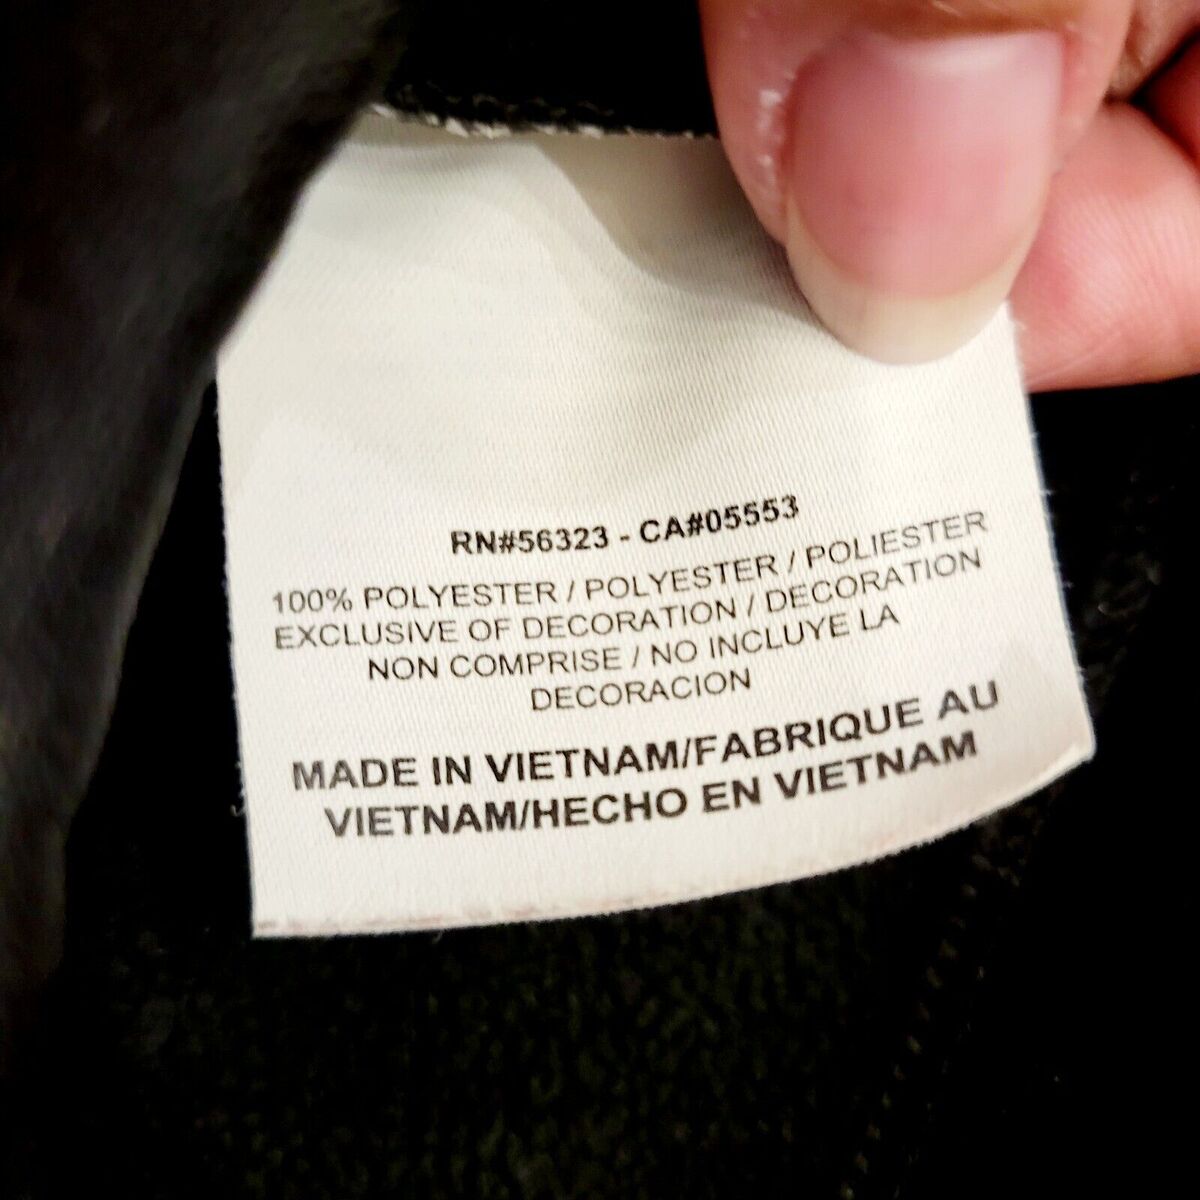 RN#56323 - CA#05553
100% POLYESTER / POLYESTER / POLIESTER
EXCLUSIVE OF DECORATION / DECORATION
NON COMPRISE / NO INCLUYE LA
DECORACION
MADE IN VIETNAM/FABRIQUE AU
VIETNAM/HECHO EN VIETNAM